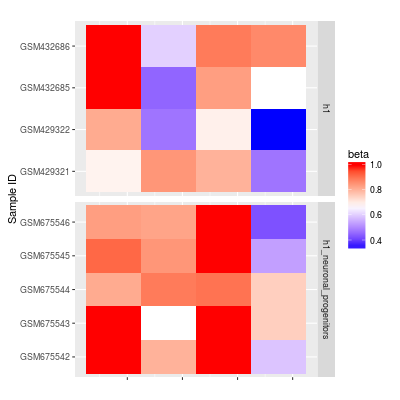 GSM432686
GSM432685
GSM429322
GSM429321
h1
GSM675546
GSM675545
GSM675544
GSM675543
GSM675542
h1_neuronal_progenitors
Sample ID
beta
1.0
0.8
0.6
0.4